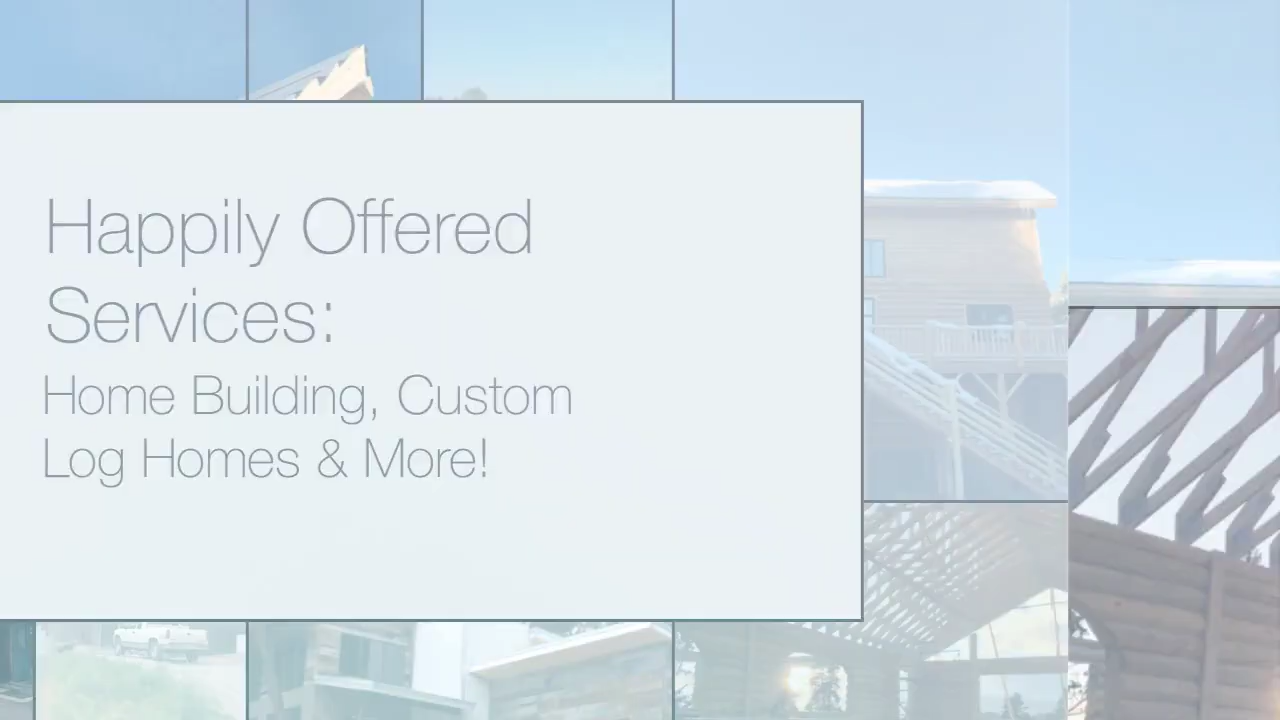 Happily Offered
Services:
Home Building, Custom
Log Homes & More!